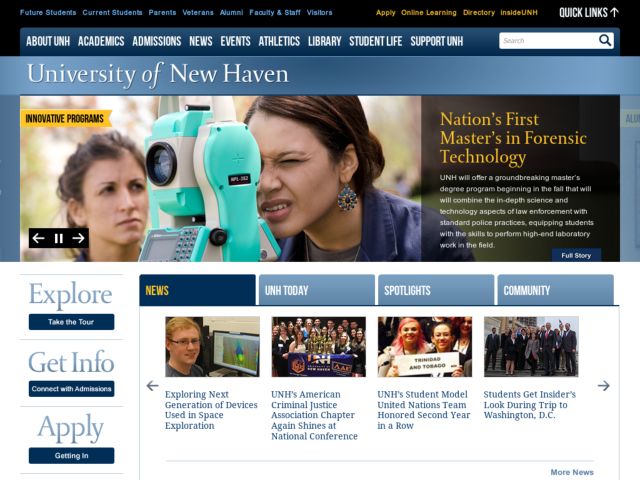 Future Students Current Students Parents Veterans Alumni Faculty & Staff Visitors
Apply Online Learning Directory InsideUNH QUICK LINKS
ABOUT UNH ACADEMICS ADMISSIONS NEWS EVENTS ATHLETICS LIBRARY STUDENT LIFE SUPPORT UNH
Search
University of New Haven
INNOVATIVE PROGRAMS
NPL-352
Nation's First
Master's in Forensic
Technology
UNH will offer a groundbreaking master's
degree program beginning in the fall that will
will combine the in-depth science and
technology aspects of law enforcement with
standard police practices, equipping students
with the skills to perform high-end laboratory
work in the field.
Full Story
Explore
Take the Tour
Get Info
Connect with Admissions
Apply
Getting In
NEWS
UNH TODAY
SPOTLIGHTS
COMMUNITY
TRINIDAD
AND TOBAGO
Exploring Next
Generation of Devices
Used in Space
Exploration
UNH's American
Criminal Justice
Association Chapter
Again Shines at
National Conference
UNH's Student Model
United Nations Team
Honored Second Year
in a Row
Students Get Insider's
Look During Trip to
Washington, D.C.
More News